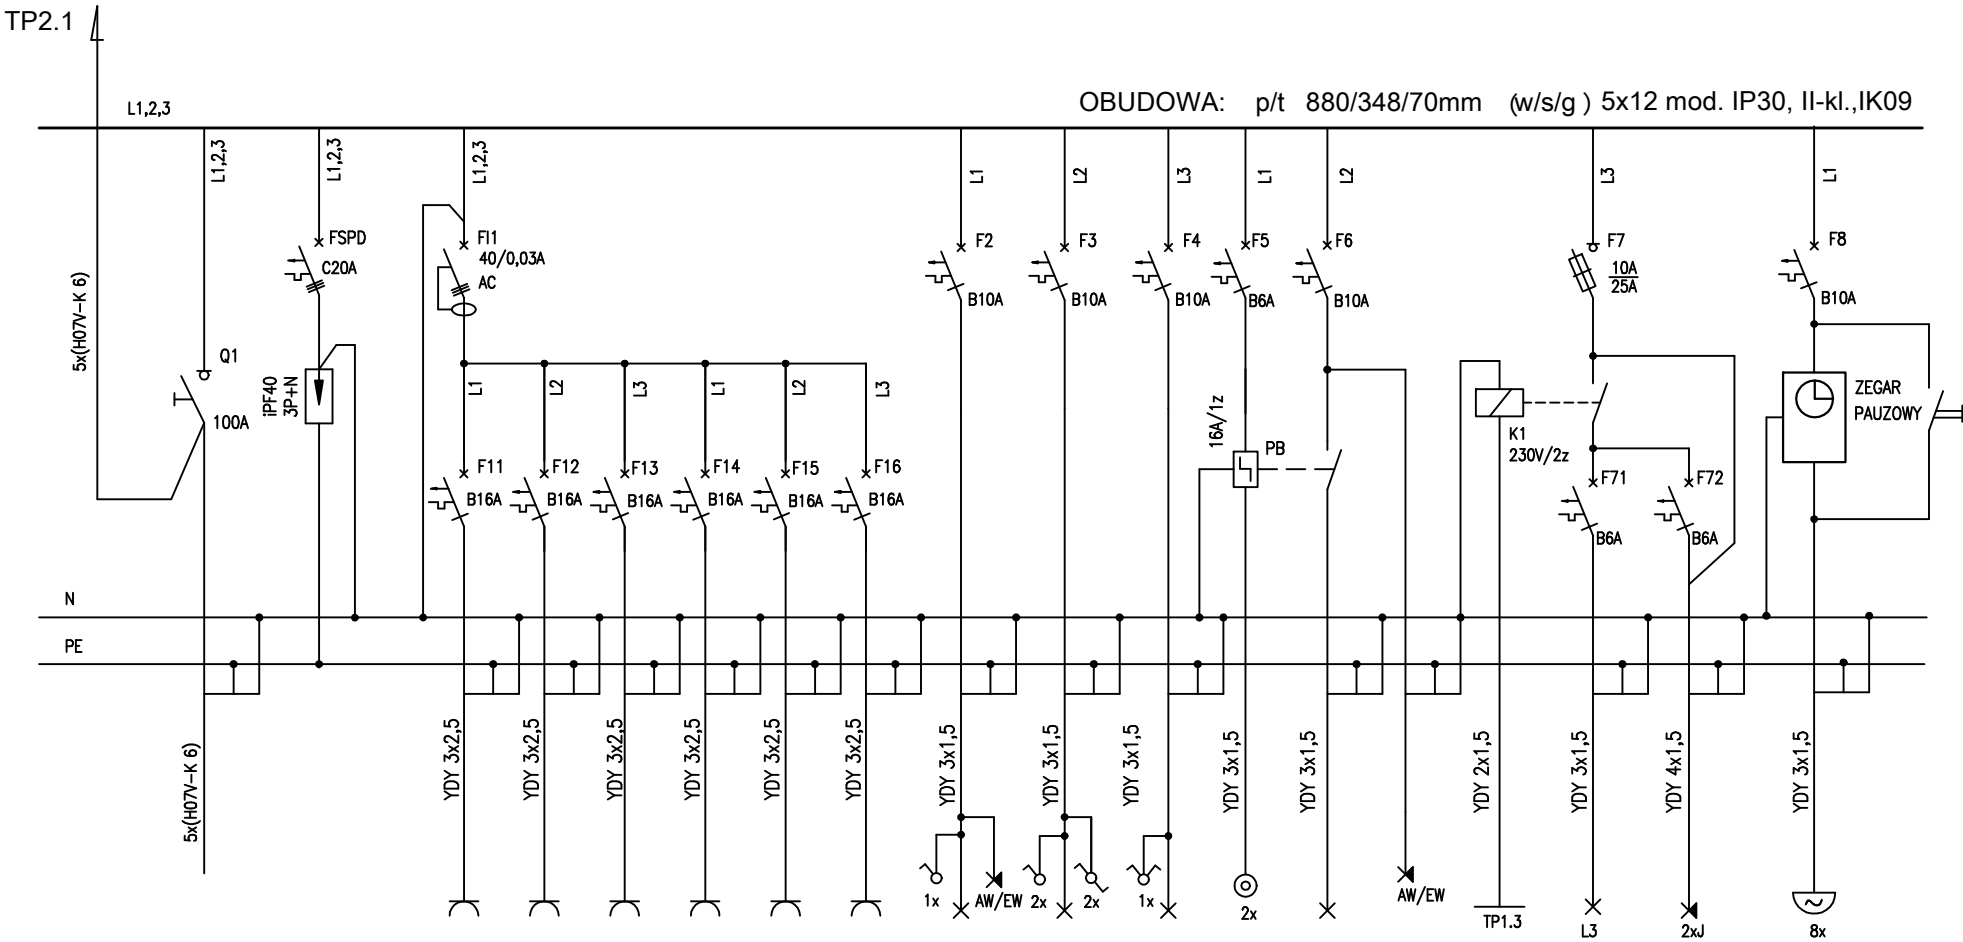 TP2.1
OBUDOWA: p/t 880/348/70mm (w/s/g ) 5x12 mod. IP30, II-kl.,IK09
L1,2,3
L1,2,3
L1,2,3
L1,2,3
L1
L2
L3
L1
L2
L3
L1
5x(H07V-K 6)
FSPD
C20A
FI1
40/0,03A
AC
F2
B10A
F3
B10A
F4
B10A
F5
B6A
F6
B10A
F7
10A
25A
F8
B10A
Q1
100A
iPF40
3P+N
L1
L2
L3
L1
L2
L3
16A/1z
PB
K1
230V/2z
ZEGAR
PAUZOWY
F11
B16A
F12
B16A
F13
B16A
F14
B16A
F15
B16A
F16
B16A
F71
B6A
F72
B6A
N
PE
5x(H07V-K 6)
YDY 3x2,5
YDY 3x2,5
YDY 3x2,5
YDY 3x2,5
YDY 3x2,5
YDY 3x2,5
YDY 3x1,5
YDY 3x1,5
YDY 3x1,5
YDY 3x1,5
YDY 3x1,5
YDY 2x1,5
YDY 3x1,5
YDY 4x1,5
YDY 3x1,5
1x
AW/EW
2x
2x
1x
2x
AW/EW
TP1.3
L3
2xJ
8x